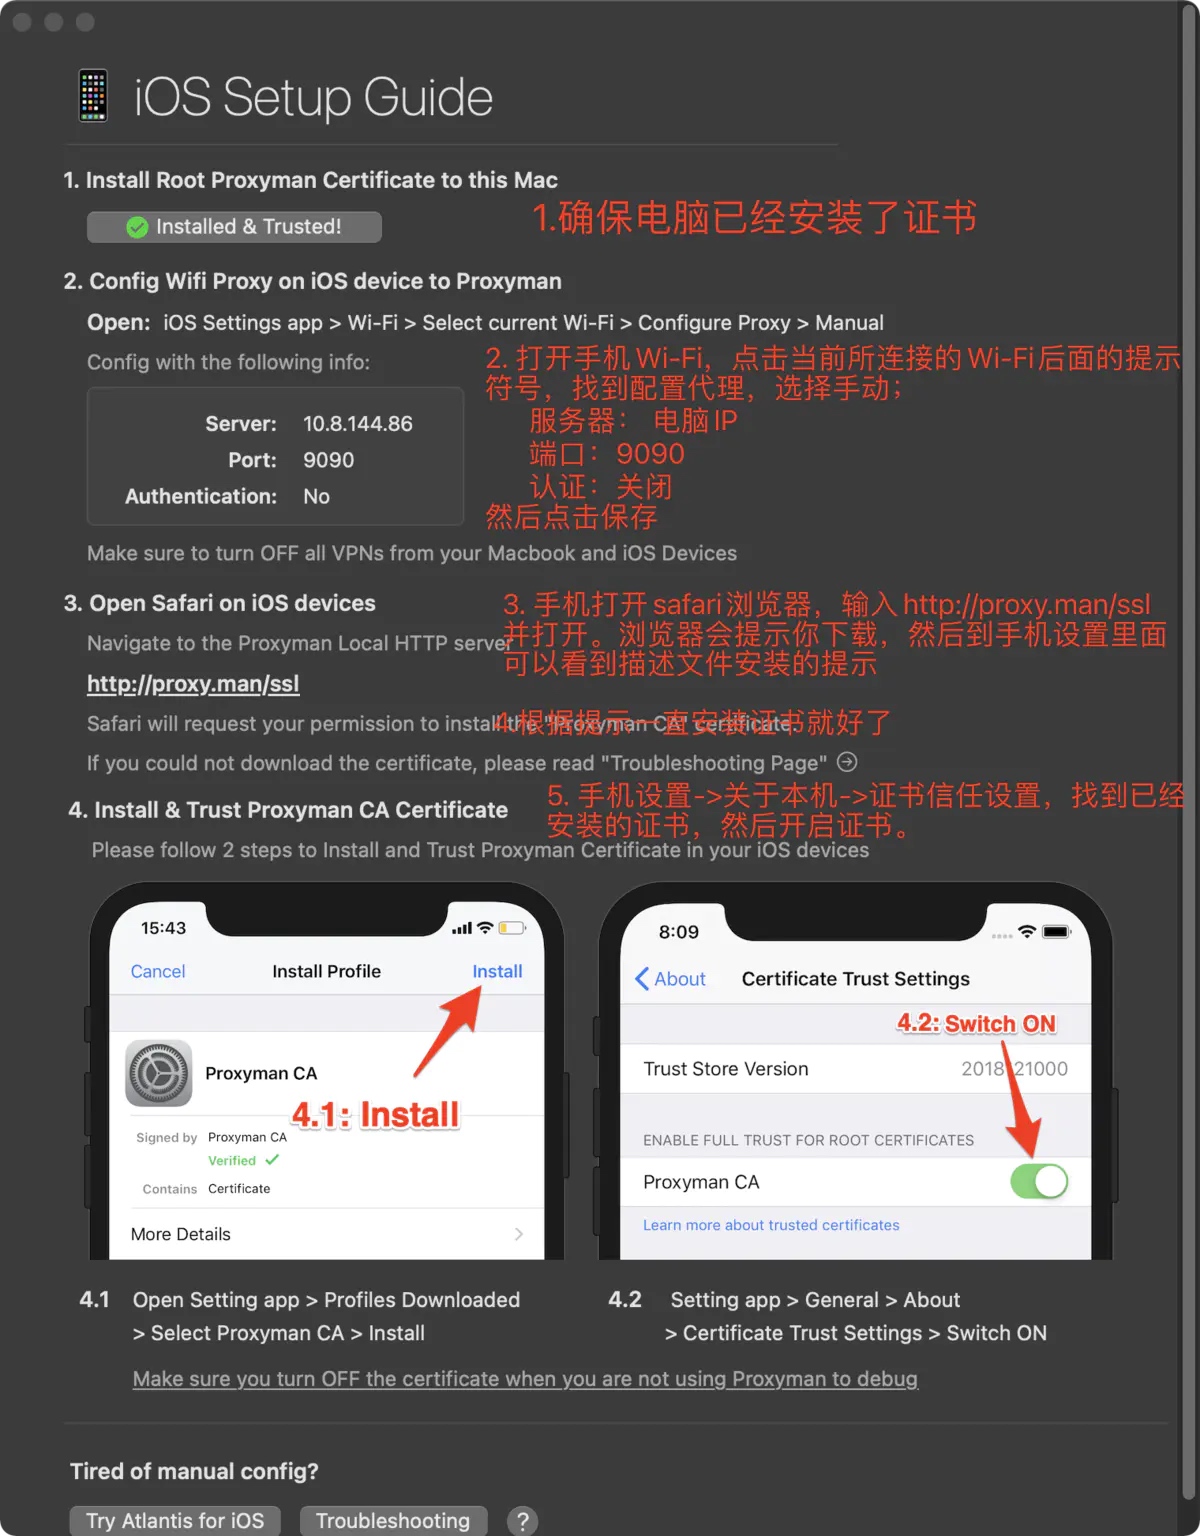 iOS Setup Guide
1. Install Root Proxyman Certificate to this Mac
Installed & Trusted!
1.确保电脑已经安装了证书
2. Config Wifi Proxy on iOS device to Proxyman
Open: iOS Settings app > Wi-Fi > Select current Wi-Fi > Configure Proxy > Manual
Config with the following info:
2. 打开手机Wi-Fi，点击当前所连接的Wi-Fi后面的提示
符号，找到配置代理，选择手动；
服务器： 电脑IP
端口：9090
认证：关闭
然后点击保存
Server: 10.8.144.86
Port: 9090
Authentication: No
Make sure to turn OFF all VPNs from your Macbook and iOS Devices
3. Open Safari on iOS devices
Navigate to the Proxyman Local HTTP server
http://proxy.man/ssl
3. 手机打开safari浏览器，输入http://proxy.man/ssl
并打开。浏览器会提示你下载，然后到手机设置里面
可以看到描述文件安装的提示
Safari will request your permission to install the "Proxyman CA" certificate.
4.根据提示一直安装证书就好了
If you could not download the certificate, please read "Troubleshooting Page"
4. Install & Trust Proxyman CA Certificate
5. 手机设置->关于本机->证书信任设置，找到已经
安装的证书，然后开启证书。
Please follow 2 steps to Install and Trust Proxyman Certificate in your iOS devices
15:43
Cancel Install Profile Install
Proxyman CA
4.1: Install
Signed by Proxyman CA
Verified ✓
Contains Certificate
More Details
8:09
About Certificate Trust Settings
4.2: Switch ON
Trust Store Version 2018 21000
ENABLE FULL TRUST FOR ROOT CERTIFICATES
Proxyman CA
Learn more about trusted certificates
4.1 Open Setting app > Profiles Downloaded
> Select Proxyman CA > Install
4.2 Setting app > General > About
> Certificate Trust Settings > Switch ON
Make sure you turn OFF the certificate when you are not using Proxyman to debug
Tired of manual config?
Try Atlantis for iOS
Troubleshooting
?